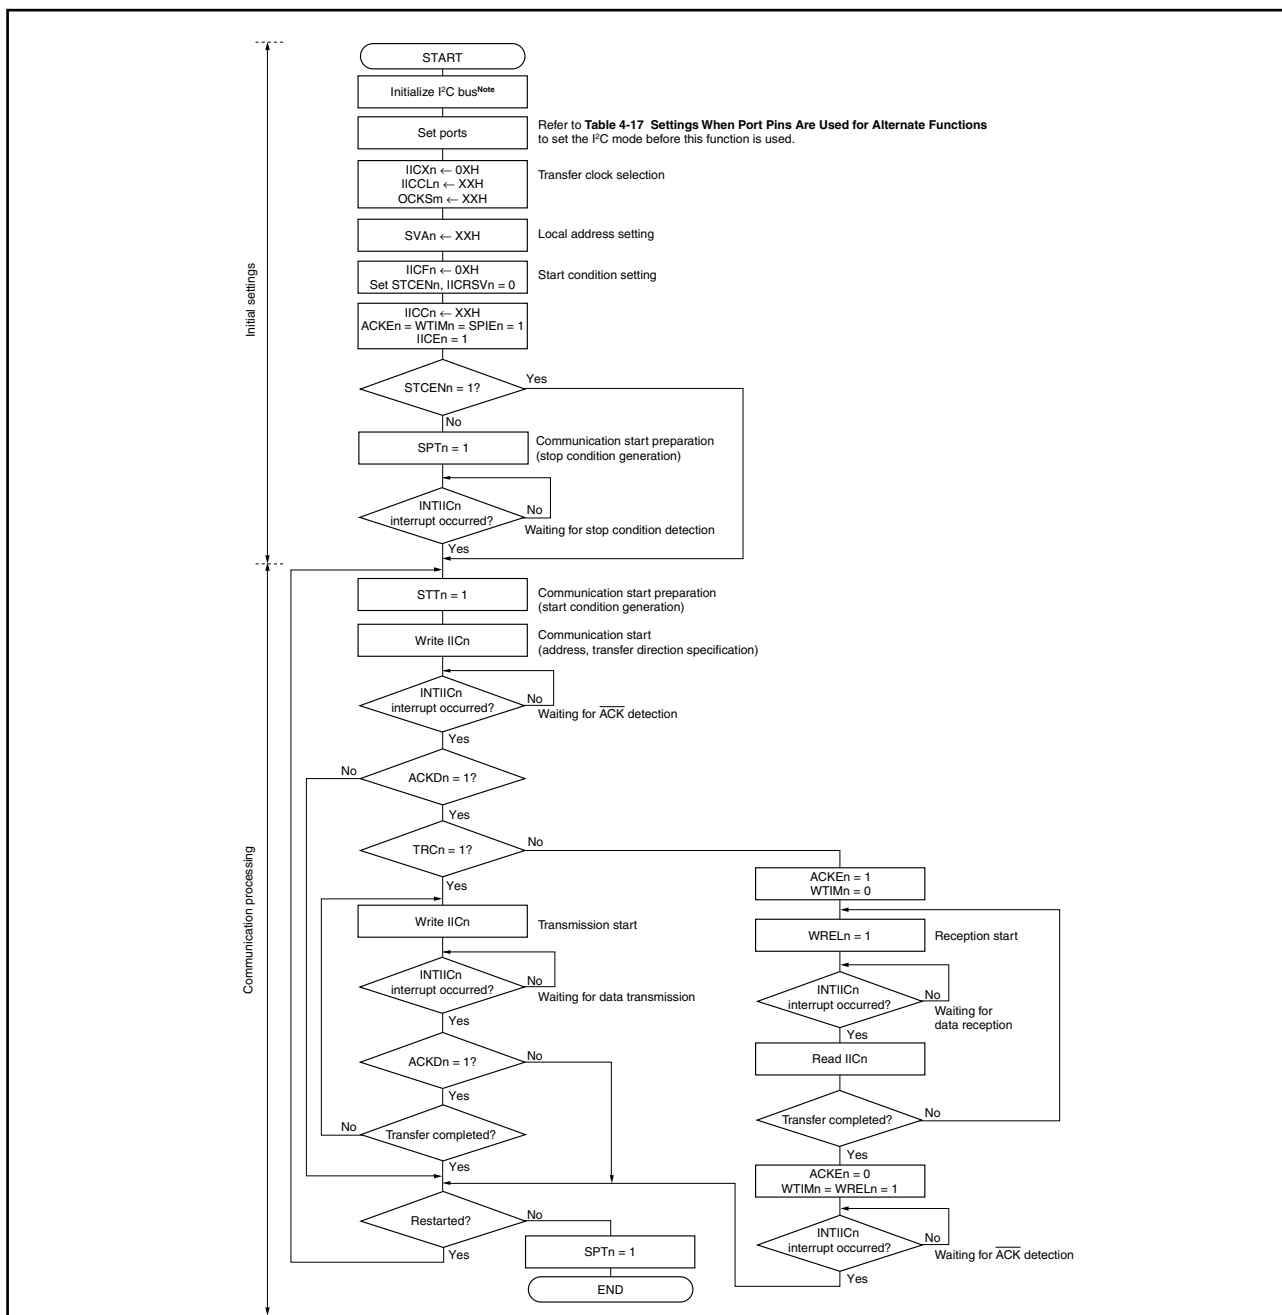 START
Initialize I²C bus^Note
Set ports
Refer to Table 4-17 Settings When Port Pins Are Used for Alternate Functions
to set the I²C mode before this function is used.
IICXn ← 0XH
IICCLn ← XXH
OCKSm ← XXH
Transfer clock selection
SVAn ← XXH
Local address setting
IICFn ← 0XH
Set STCENn, IICRSVn = 0
Start condition setting
IICCn ← XXH
ACKEn = WTIMn = SPIEn = 1
IICEn = 1
Initial settings
STCENn = 1?
Yes
No
SPTn = 1
Communication start preparation
(stop condition generation)
INTIICn
interrupt occurred?
No
Waiting for stop condition detection
Yes
STTn = 1
Communication start preparation
(start condition generation)
Write IICn
Communication start
(address, transfer direction specification)
INTIICn
interrupt occurred?
No
Waiting for A̅C̅K̅ detection
Yes
ACKDn = 1?
No
Yes
TRCn = 1?
No
Yes
Communication processing
Write IICn
Transmission start
INTIICn
interrupt occurred?
No
Waiting for data transmission
Yes
ACKDn = 1?
No
Yes
Transfer completed?
No
Yes
ACKEn = 1
WTIMn = 0
WRELn = 1
Reception start
INTIICn
interrupt occurred?
No
Waiting for
data reception
Yes
Read IICn
Transfer completed?
No
Yes
ACKEn = 0
WTIMn = WRELn = 1
INTIICn
interrupt occurred?
No
Waiting for A̅C̅K̅ detection
Yes
Restarted?
No
Yes
SPTn = 1
END